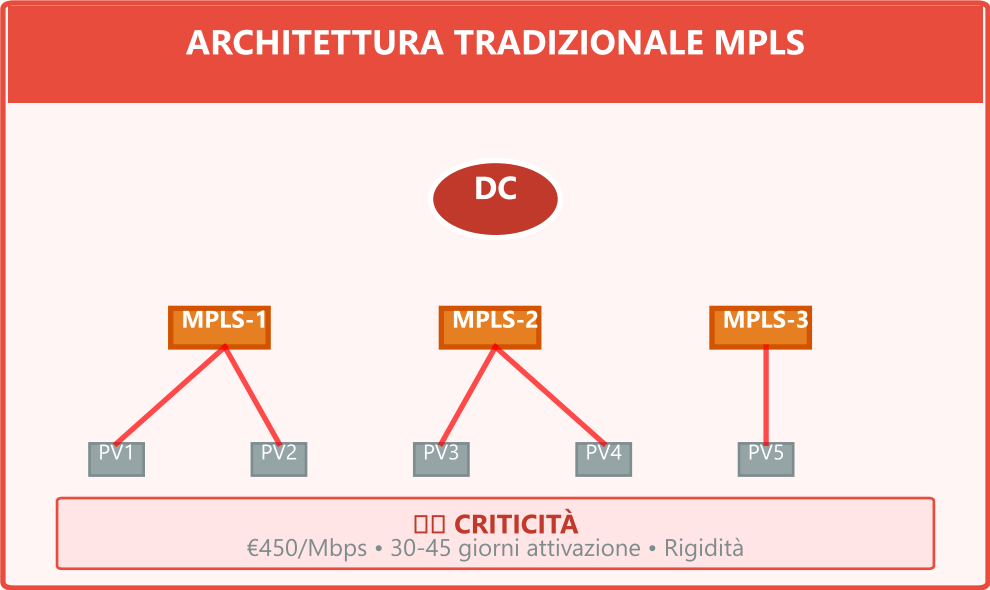 ARCHITETTURA TRADIZIONALE MPLS
DC
MPLS-1 MPLS-2 MPLS-3
PV1 PV2 PV3 PV4 PV5
CRITICITÀ
€450/Mbps • 30-45 giorni attivazione • Rigidità